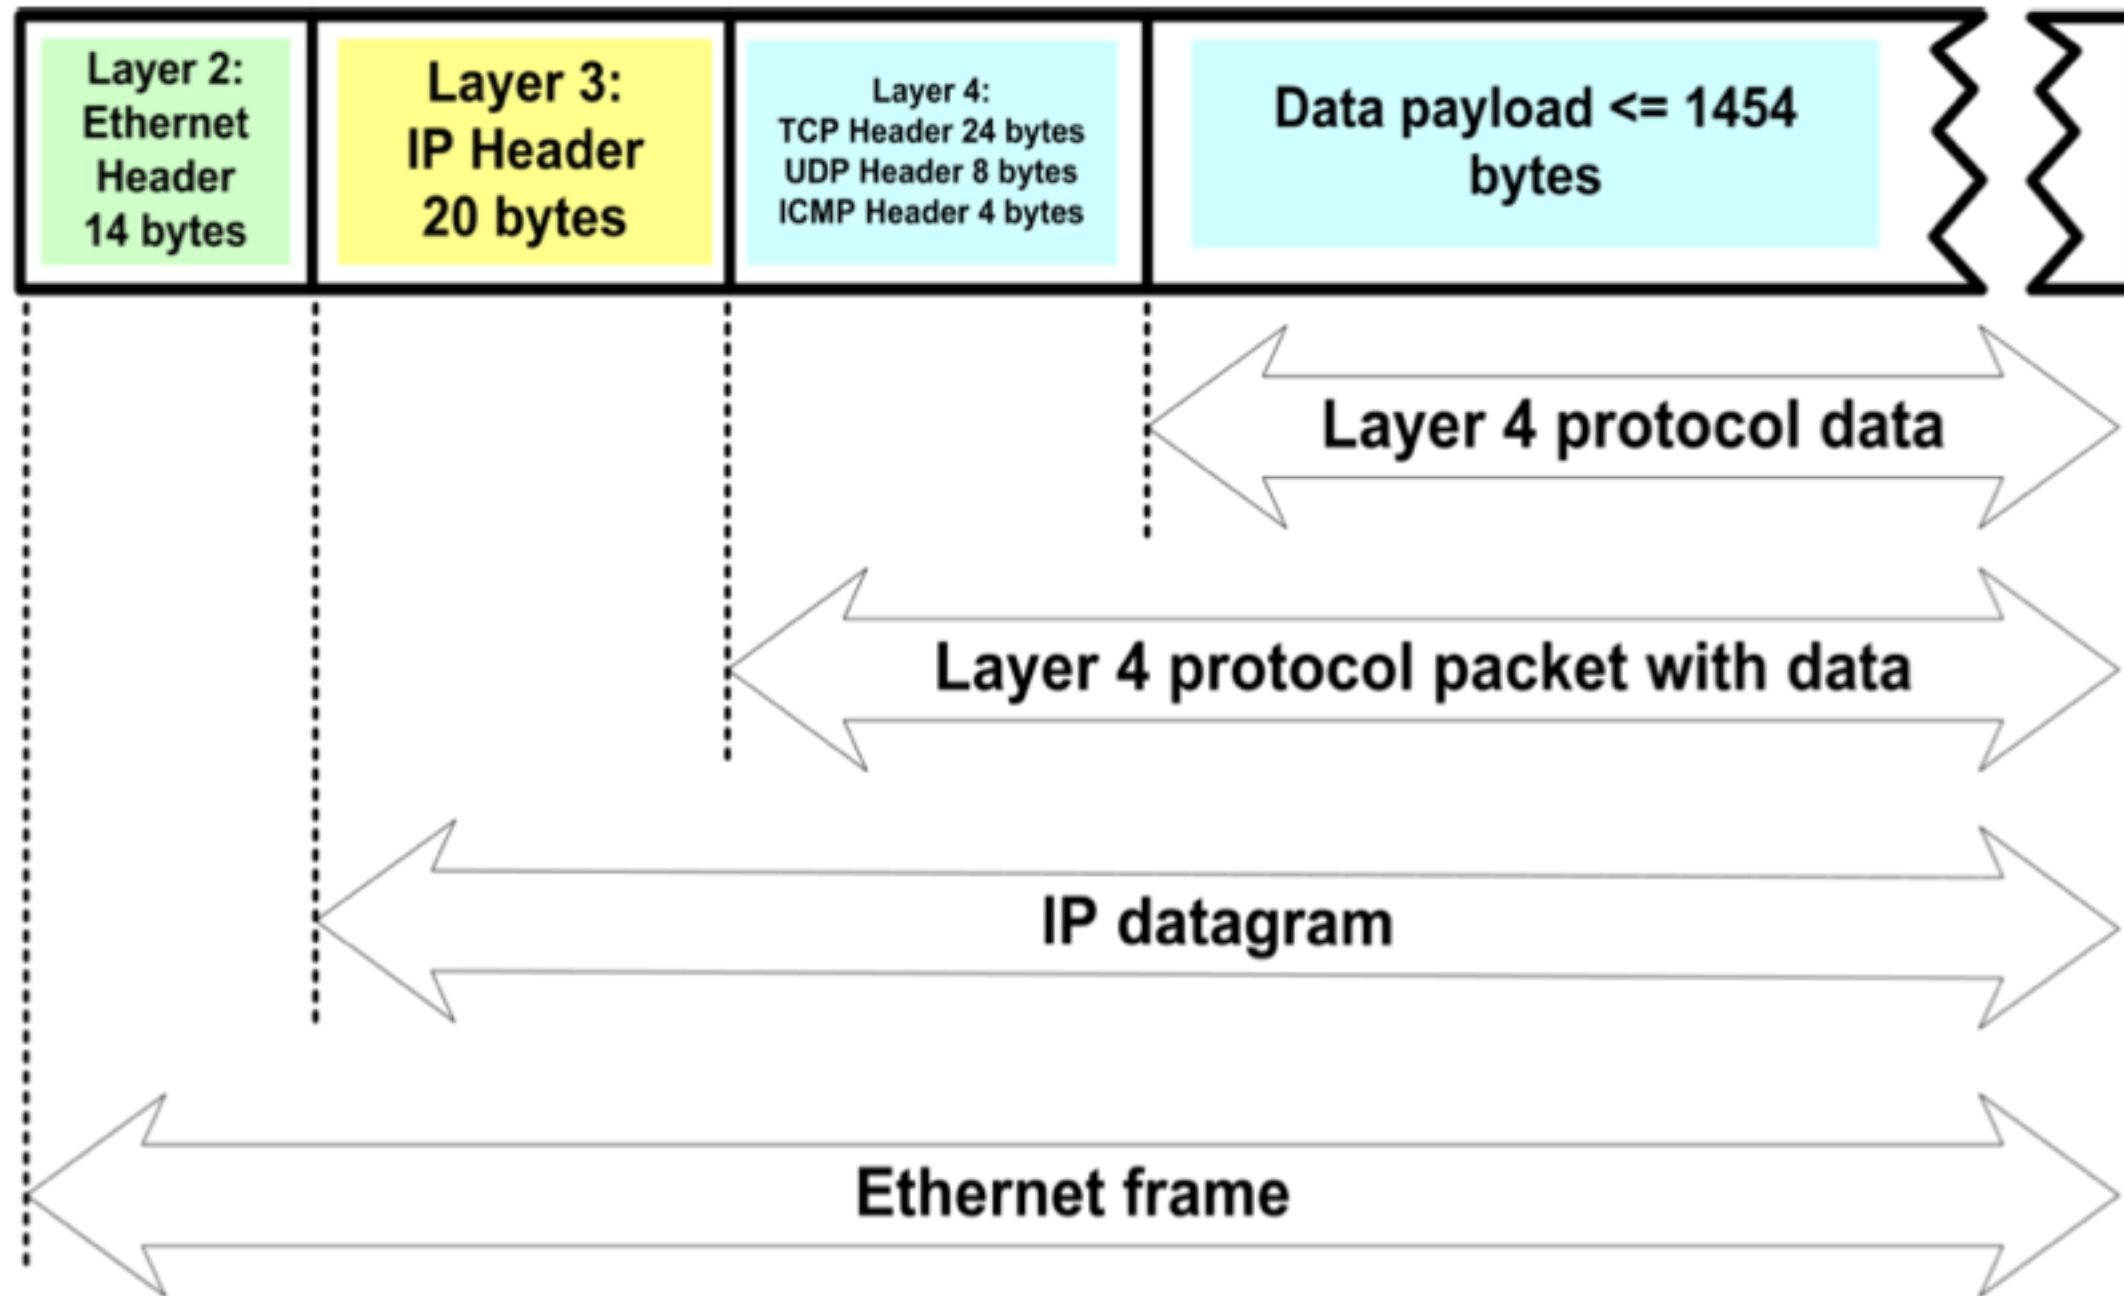 Layer 2:
Ethernet
Header
14 bytes
Layer 3:
IP Header
20 bytes
Layer 4:
TCP Header 24 bytes
UDP Header 8 bytes
ICMP Header 4 bytes
Data payload <= 1454
bytes
Layer 4 protocol data
Layer 4 protocol packet with data
IP datagram
Ethernet frame